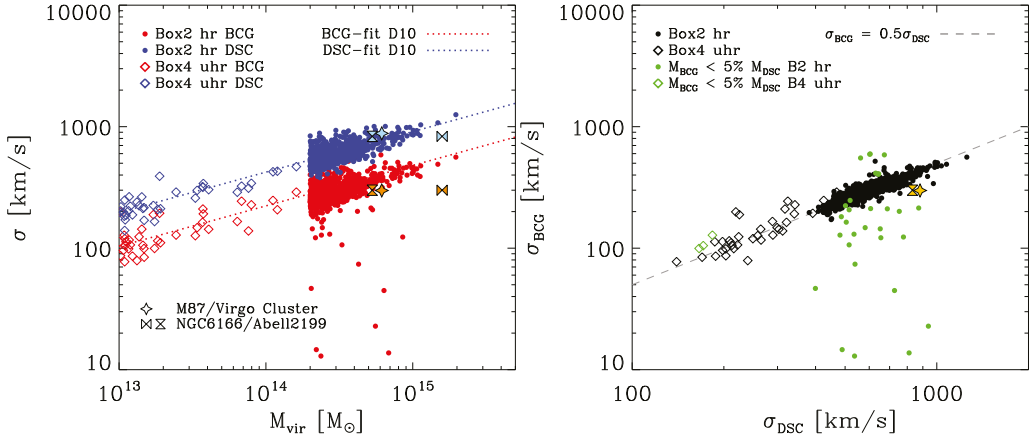 10000
1000
100
10
σ [km/s]
Box2 hr BCG
Box2 hr DSC
Box4 uhr BCG
Box4 uhr DSC
BCG-fit D10
DSC-fit D10
M87/Virgo Cluster
NGC6166/Abell2199
10¹³
10¹⁴
10¹⁵
M_vir [M_⊙]
10000
1000
100
10
σ_BCG [km/s]
Box2 hr
Box4 uhr
M_BCG < 5% M_DSC B2 hr
M_BCG < 5% M_DSC B4 uhr
σ_BCG = 0.5σ_DSC
100
1000
σ_DSC [km/s]